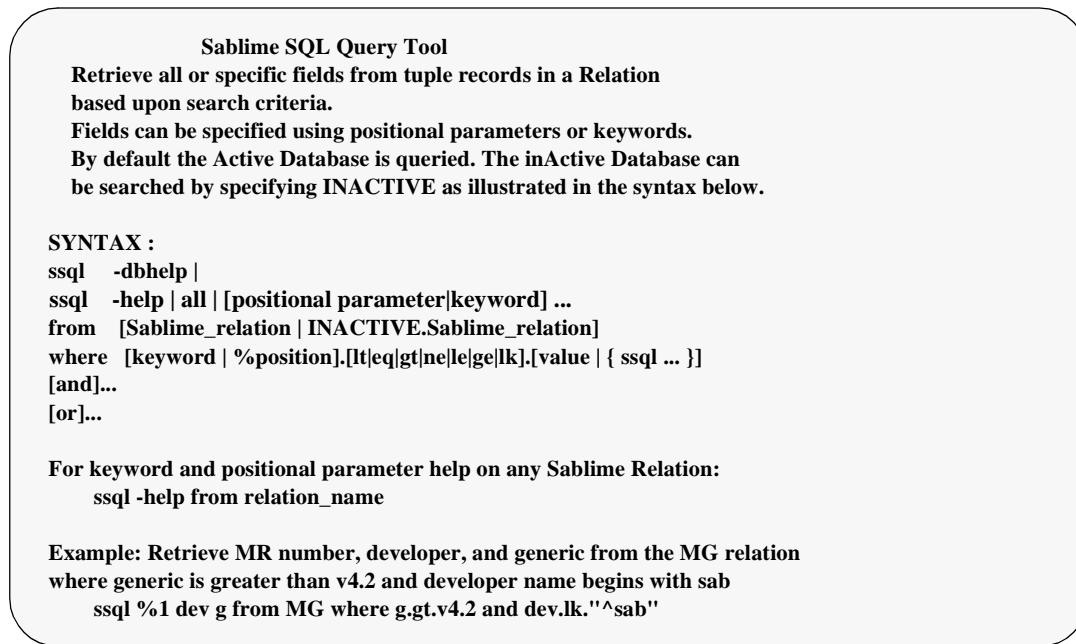 Sablime SQL Query Tool
Retrieve all or specific fields from tuple records in a Relation
based upon search criteria.
Fields can be specified using positional parameters or keywords.
By default the Active Database is queried. The inActive Database can
be searched by specifying INACTIVE as illustrated in the syntax below.
SYNTAX :
ssql -dbhelp |
ssql -help | all | [positional parameter|keyword] ...
from [Sablime_relation | INACTIVE.Sablime_relation]
where [keyword | %position].[lt|eq|gt|ne|le|ge|lk].[value | { ssql ... }]
[and]...
[or]...
For keyword and positional parameter help on any Sablime Relation:
ssql -help from relation_name
Example: Retrieve MR number, developer, and generic from the MG relation
where generic is greater than v4.2 and developer name begins with sab
ssql %1 dev g from MG where g.gt.v4.2 and dev.lk."^sab"